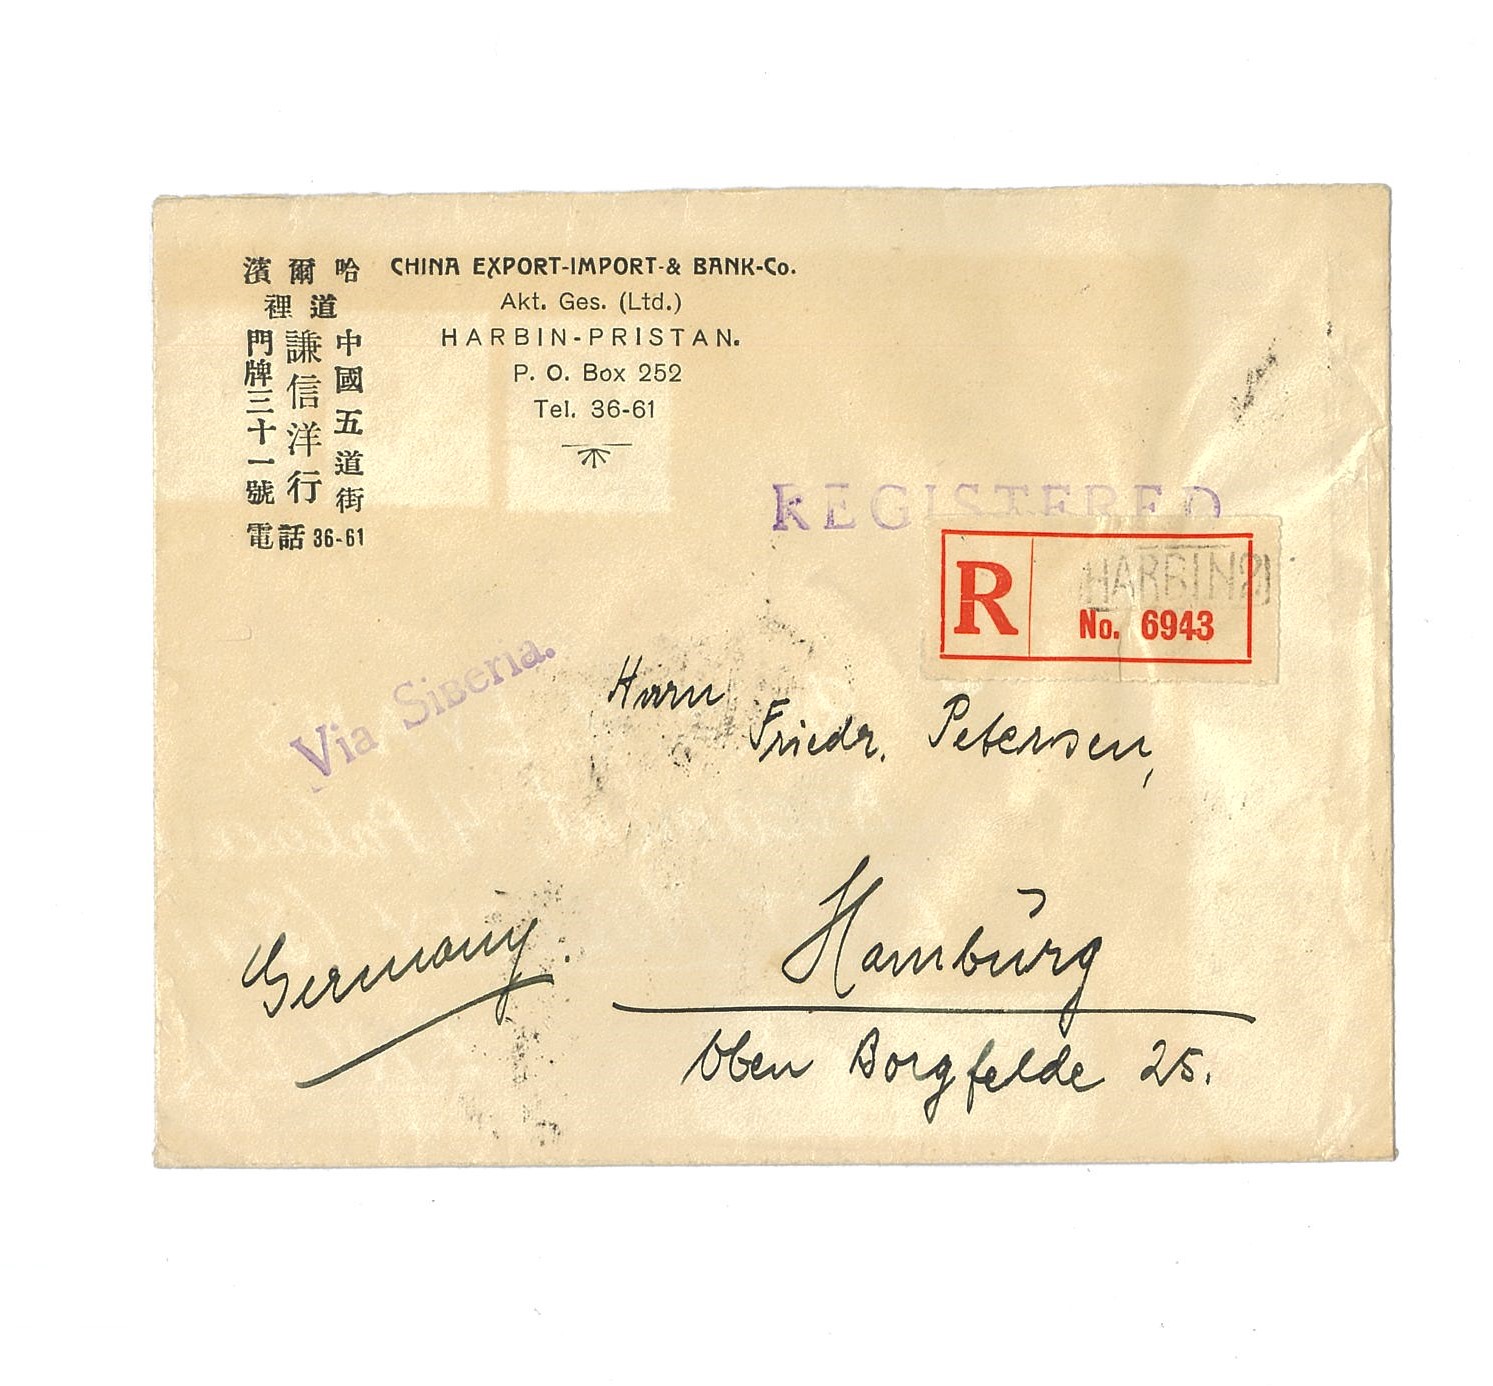 哈爾濱
道裡
中國五道街
謙信洋行
門牌三十一號
電話 36-61
CHINA EXPORT-IMPORT-& BANK-Co.
Akt. Ges. (Ltd.)
HARBIN-PRISTAN.
P. O. Box 252
Tel. 36-61
REGISTERED
R
HARBIN
No. 6943
Via Siberia.
Herrn
Friedr. Petersen,
Hamburg
Germany.
Oben Borgfelde 25.